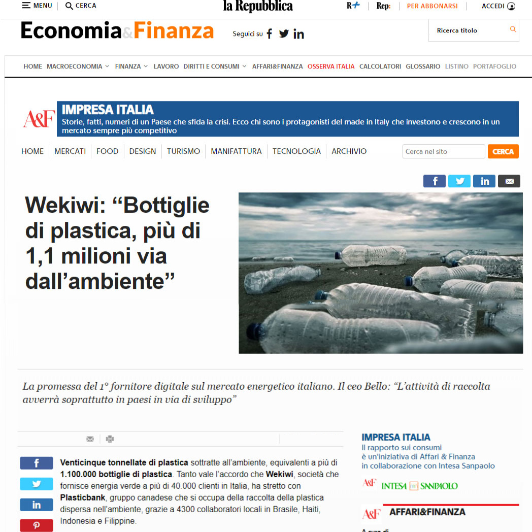 MENU CERCA la Repubblica R+ Rep: PER ABBONARSI ACCEDI
Economia&Finanza Seguici su Ricerca titolo
HOME MACROECONOMIA FINANZA LAVORO DIRITTI E CONSUMI AFFARI&FINANZA OSSERVA ITALIA CALCOLATORI GLOSSARIO LISTINO PORTAFOGLIO
A&F IMPRESA ITALIA
Storie, fatti, numeri di un Paese che sfida la crisi. Ecco chi sono i protagonisti del made in Italy che investono e crescono in un
mercato sempre più competitivo
HOME MERCATI FOOD DESIGN TURISMO MANIFATTURA TECNOLOGIA ARCHIVIO Cerca nel sito CERCA
Wekiwi: “Bottiglie
di plastica, più di
1,1 milioni via
dall’ambiente”
La promessa del 1° fornitore digitale sul mercato energetico italiano. Il ceo Bello: “L’attività di raccolta
avverrà soprattutto in paesi in via di sviluppo”
Venticinque tonnellate di plastica sottratte all’ambiente, equivalenti a più di
1.100.000 bottiglie di plastica. Tanto vale l’accordo che Wekiwi, società che
fornisce energia verde a più di 40.000 clienti in Italia, ha stretto con
Plasticbank, gruppo canadese che si occupa della raccolta della plastica
dispersa nell’ambiente, grazie a 4300 collaboratori locali in Brasile, Haiti,
Indonesia e Filippine.
IMPRESA ITALIA
Il rapporto sui consumi
è un’iniziativa di Affari & Finanza
in collaborazione con Intesa Sanpaolo
A&F INTESA SANPAOLO
A&F AFFARI&FINANZA